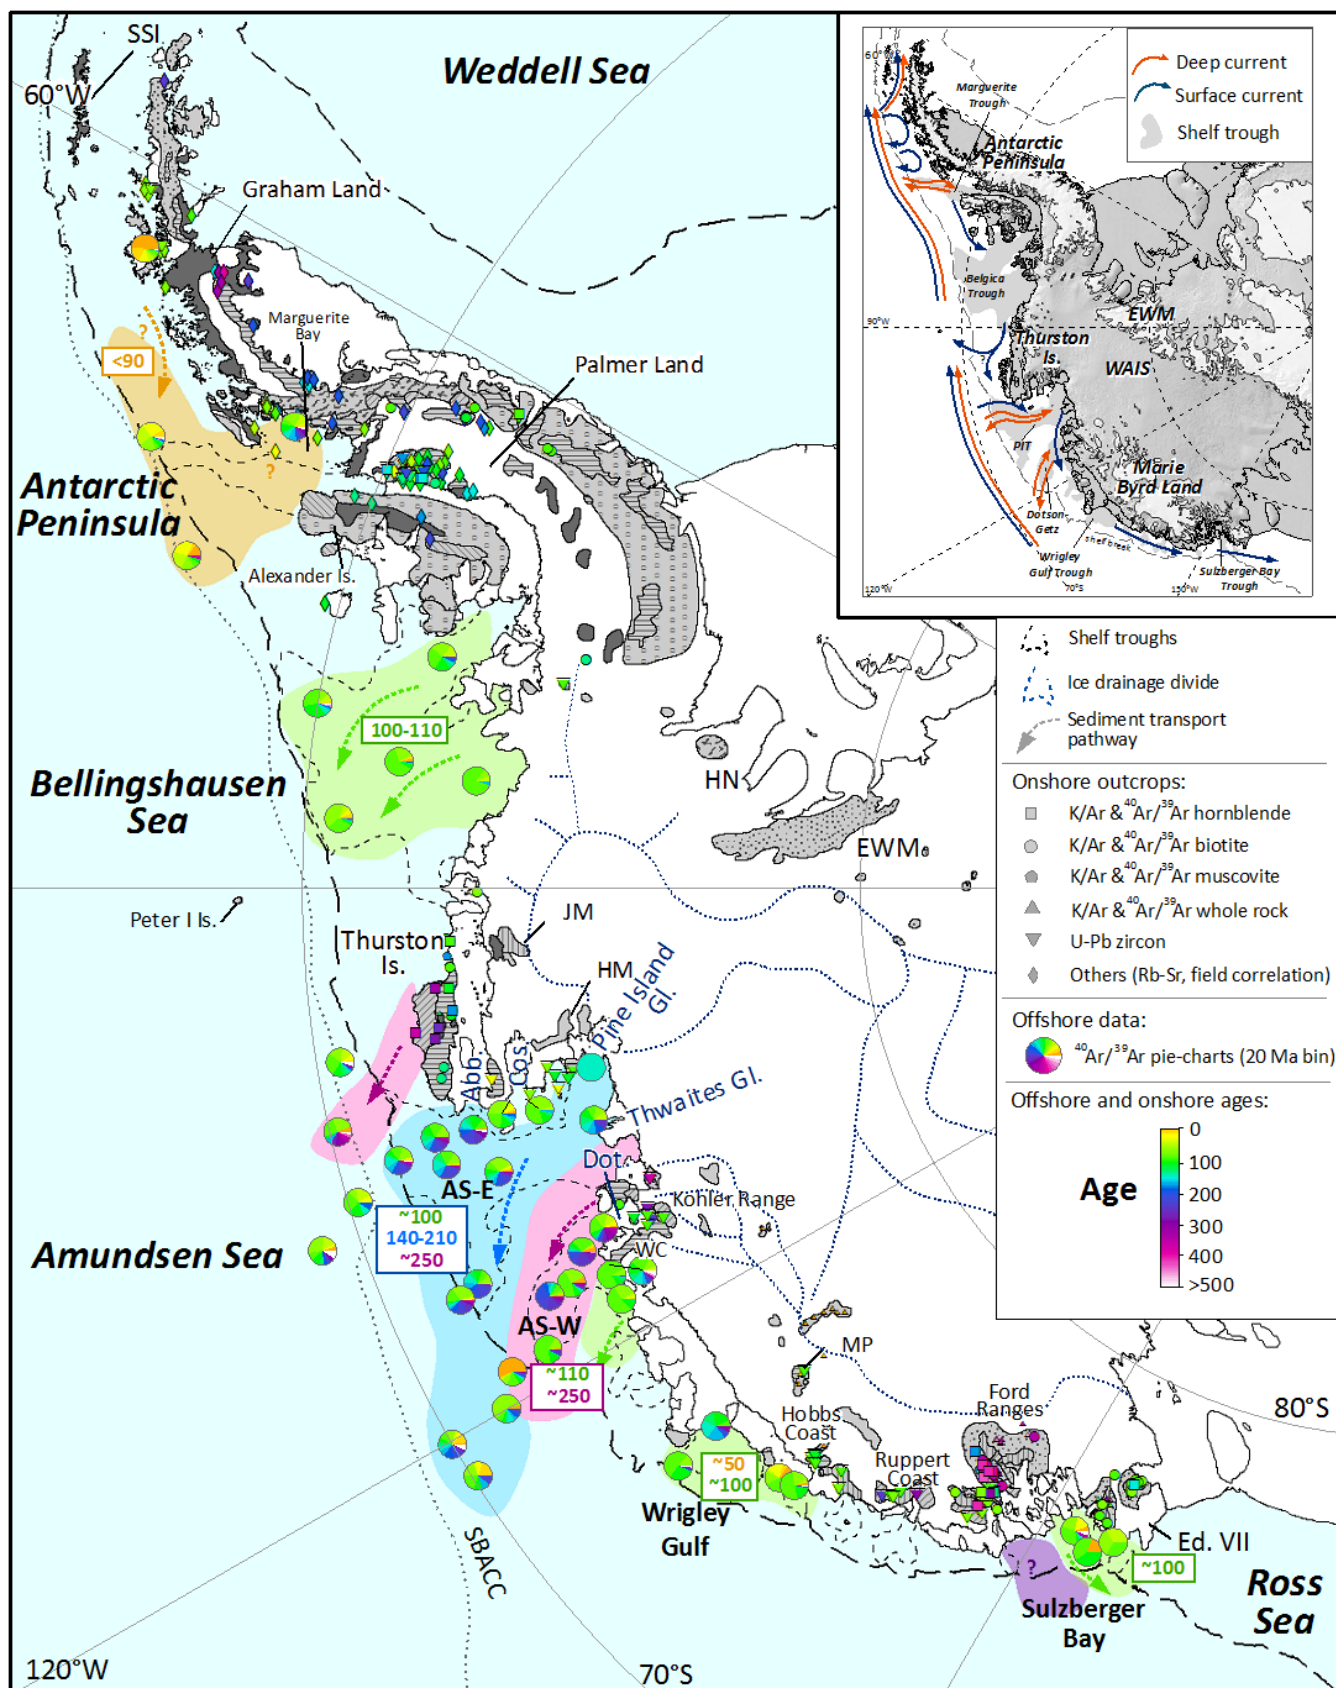 SSI
Weddell Sea
60°W
Graham Land
Marguerite
Bay
<90
?
?
Palmer Land
Antarctic
Peninsula
Alexander Is.
100-110
Bellingshausen
Sea
HN
EWM
Peter I Is.
Thurston
Is.
JM
HM
Pine Island
Gl.
Abb.
Cos.
Thwaites Gl.
Dot.
Kohler Range
AS-E
~100
140-210
~250
Amundsen Sea
WC
AS-W
~110
~250
MP
Hobbs
Coast
Ford
Ranges
Ruppert
Coast
80°S
~50
~100
Wrigley
Gulf
SBACC
Ed. VII
?
~100
Sulzberger
Bay
Ross
Sea
120°W
70°S
60°W
Deep current
Surface current
Shelf trough
Marguerite
Trough
Antarctic
Peninsula
Belgica
Trough
90°W
EWM
Thurston
Is.
?
WAIS
PIT
Marie
Byrd Land
Dotson-
Getz
shelf break
Wrigley
Gulf Trough
Sulzberger Bay
Trough
120°W
70°S
150°W
Shelf troughs
Ice drainage divide
Sediment transport
pathway
Onshore outcrops:
K/Ar & 40Ar/39Ar hornblende
K/Ar & 40Ar/39Ar biotite
K/Ar & 40Ar/39Ar muscovite
K/Ar & 40Ar/39Ar whole rock
U-Pb zircon
Others (Rb-Sr, field correlation)
Offshore data:
40Ar/39Ar pie-charts (20 Ma bin)
Offshore and onshore ages:
Age
0
100
200
300
400
>500